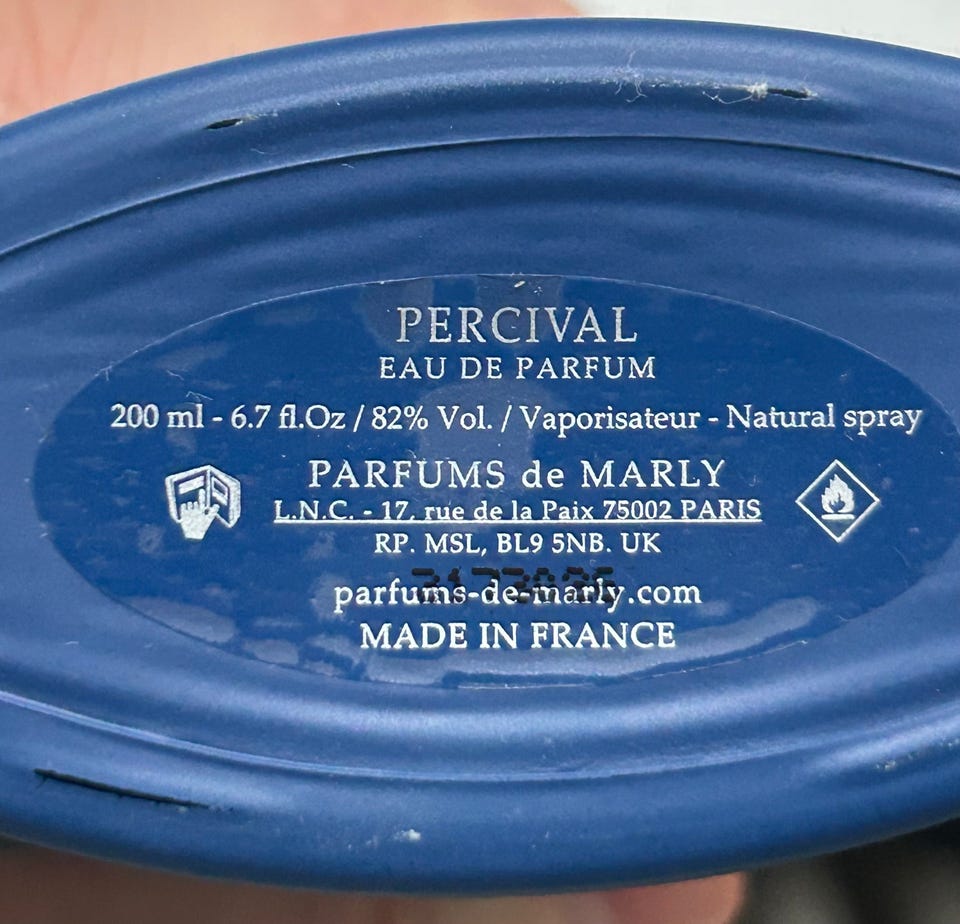 PERCIVAL
EAU DE PARFUM
200 ml - 6.7 fl.Oz / 82% Vol. / Vaporisateur - Natural spray
PARFUMS de MARLY
L.N.C. - 17, rue de la Paix 75002 PARIS
RP. MSL, BL9 5NB. UK
parfums-de-marly.com
MADE IN FRANCE